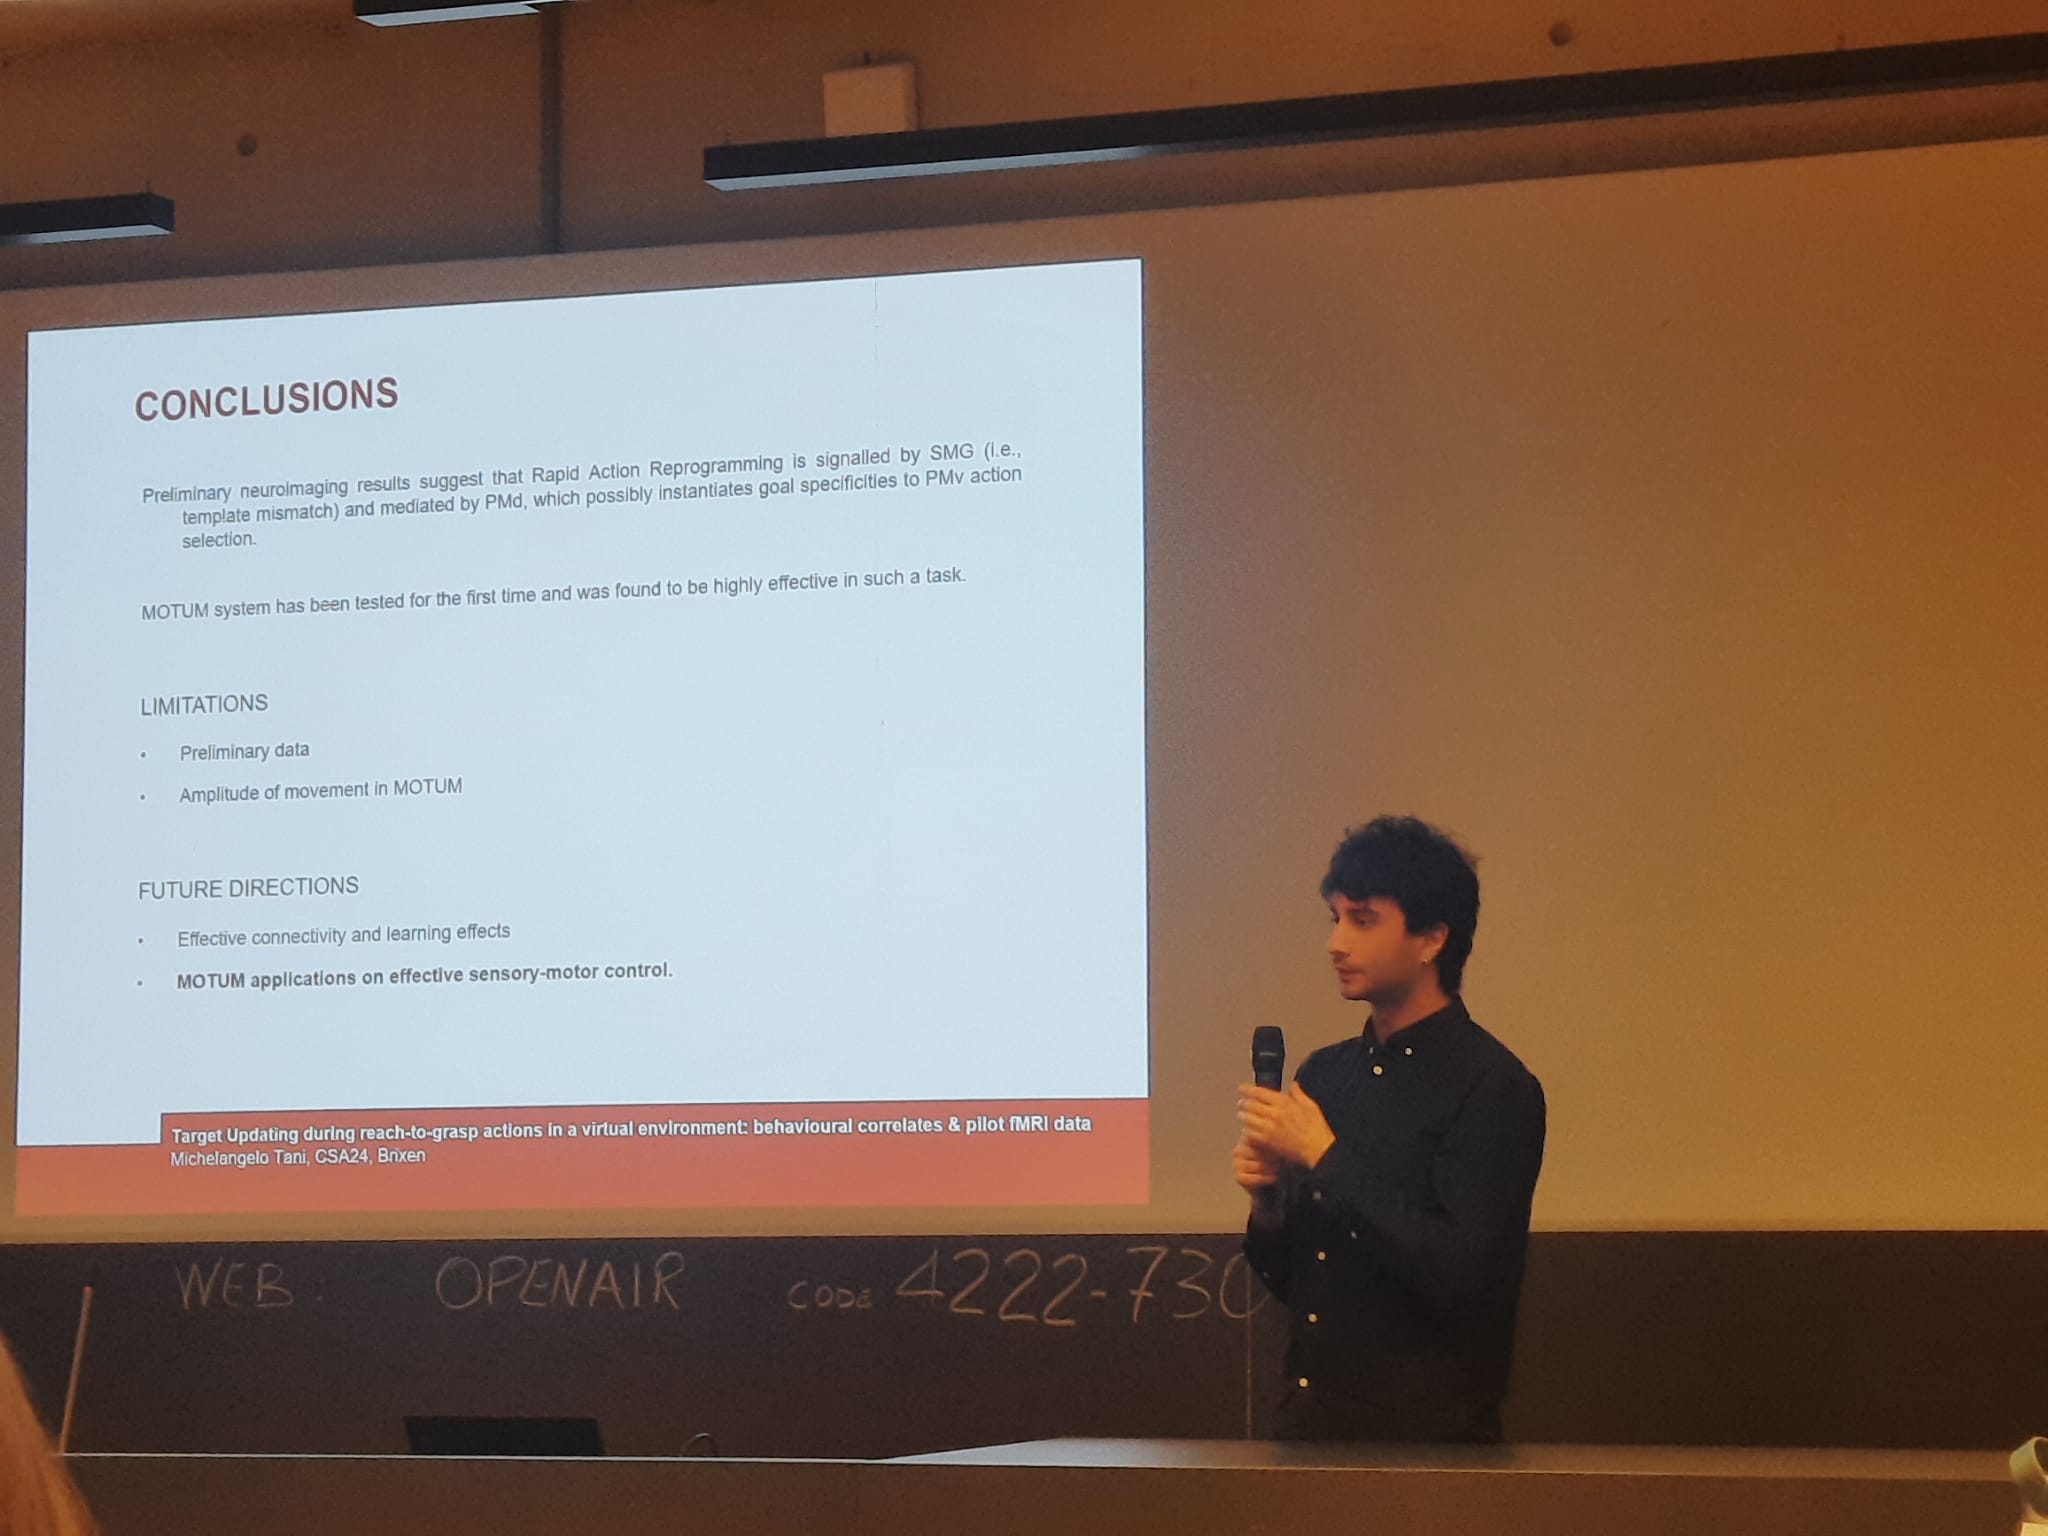 CONCLUSIONS
Preliminary neuroimaging results suggest that Rapid Action Reprogramming is signalled by SMG (i.e.,
template mismatch) and mediated by PMd, which possibly instantiates goal specificities to PMv action
selection.
MOTUM system has been tested for the first time and was found to be highly effective in such a task.
LIMITATIONS
• Preliminary data
• Amplitude of movement in MOTUM
FUTURE DIRECTIONS
• Effective connectivity and learning effects
• MOTUM applications on effective sensory-motor control.
Target Updating during reach-to-grasp actions in a virtual environment: behavioural correlates & pilot fMRI data
Michelangelo Tani, CSA24, Brixen
WEB: OPENAIR CODE 4222-730